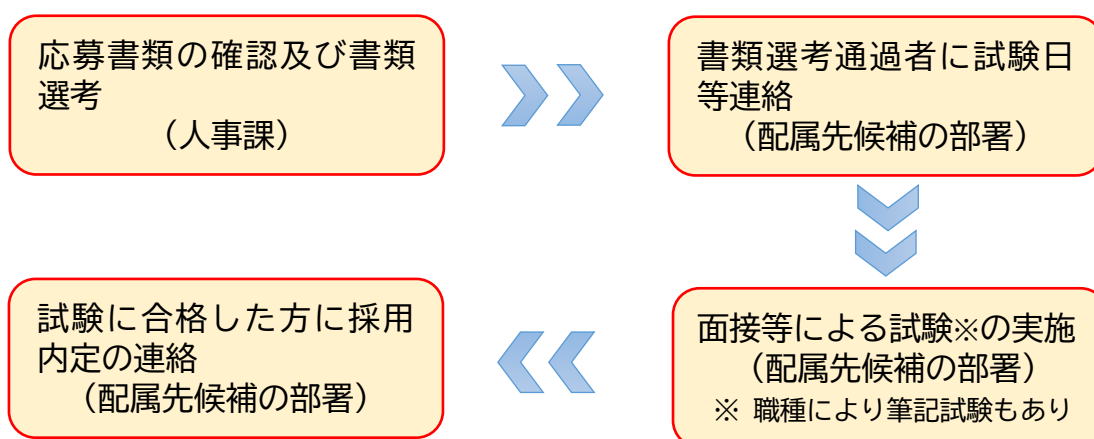 応募書類の確認及び書類
選考
（人事課）
書類選考通過者に試験日
等連絡
（配属先候補の部署）
面接等による試験※の実施
（配属先候補の部署）
※ 職種により筆記試験もあり
試験に合格した方に採用
内定の連絡
（配属先候補の部署）